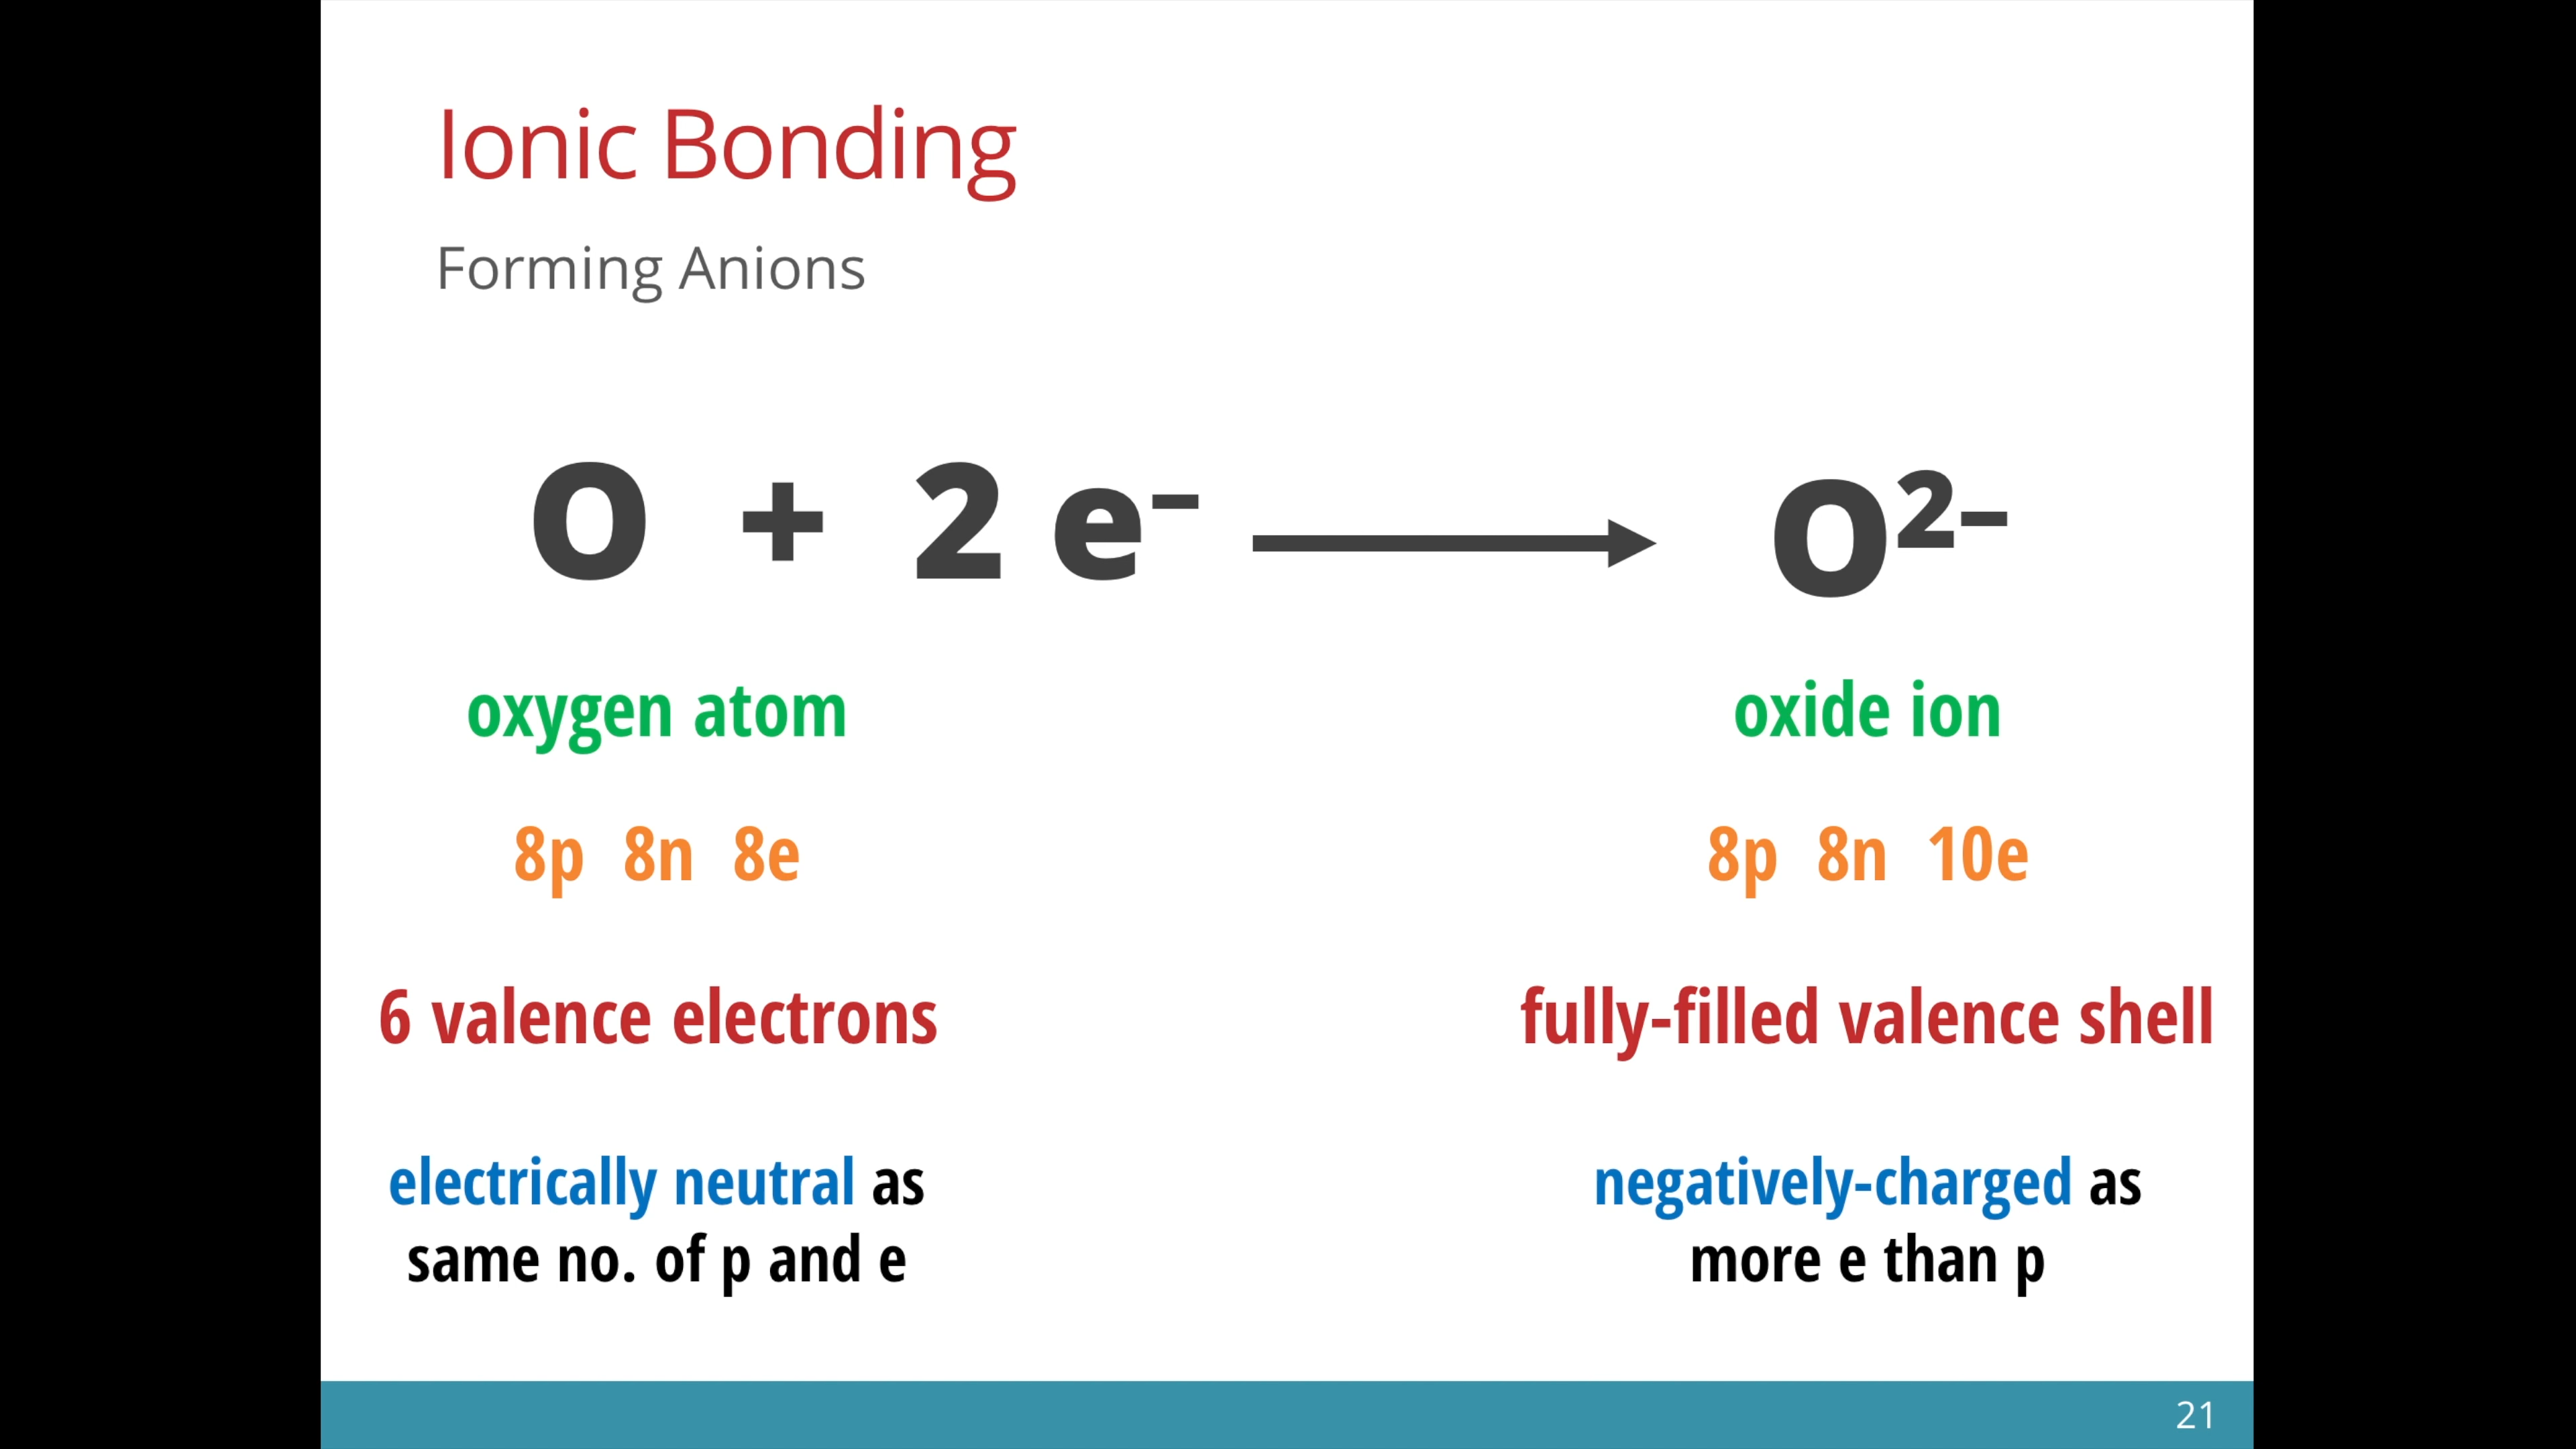 Ionic Bonding
Forming Anions
O + 2 e⁻ → O²⁻
oxygen atom oxide ion
8p 8n 8e 8p 8n 10e
6 valence electrons fully-filled valence shell
electrically neutral as negatively-charged as
same no. of p and e more e than p
21